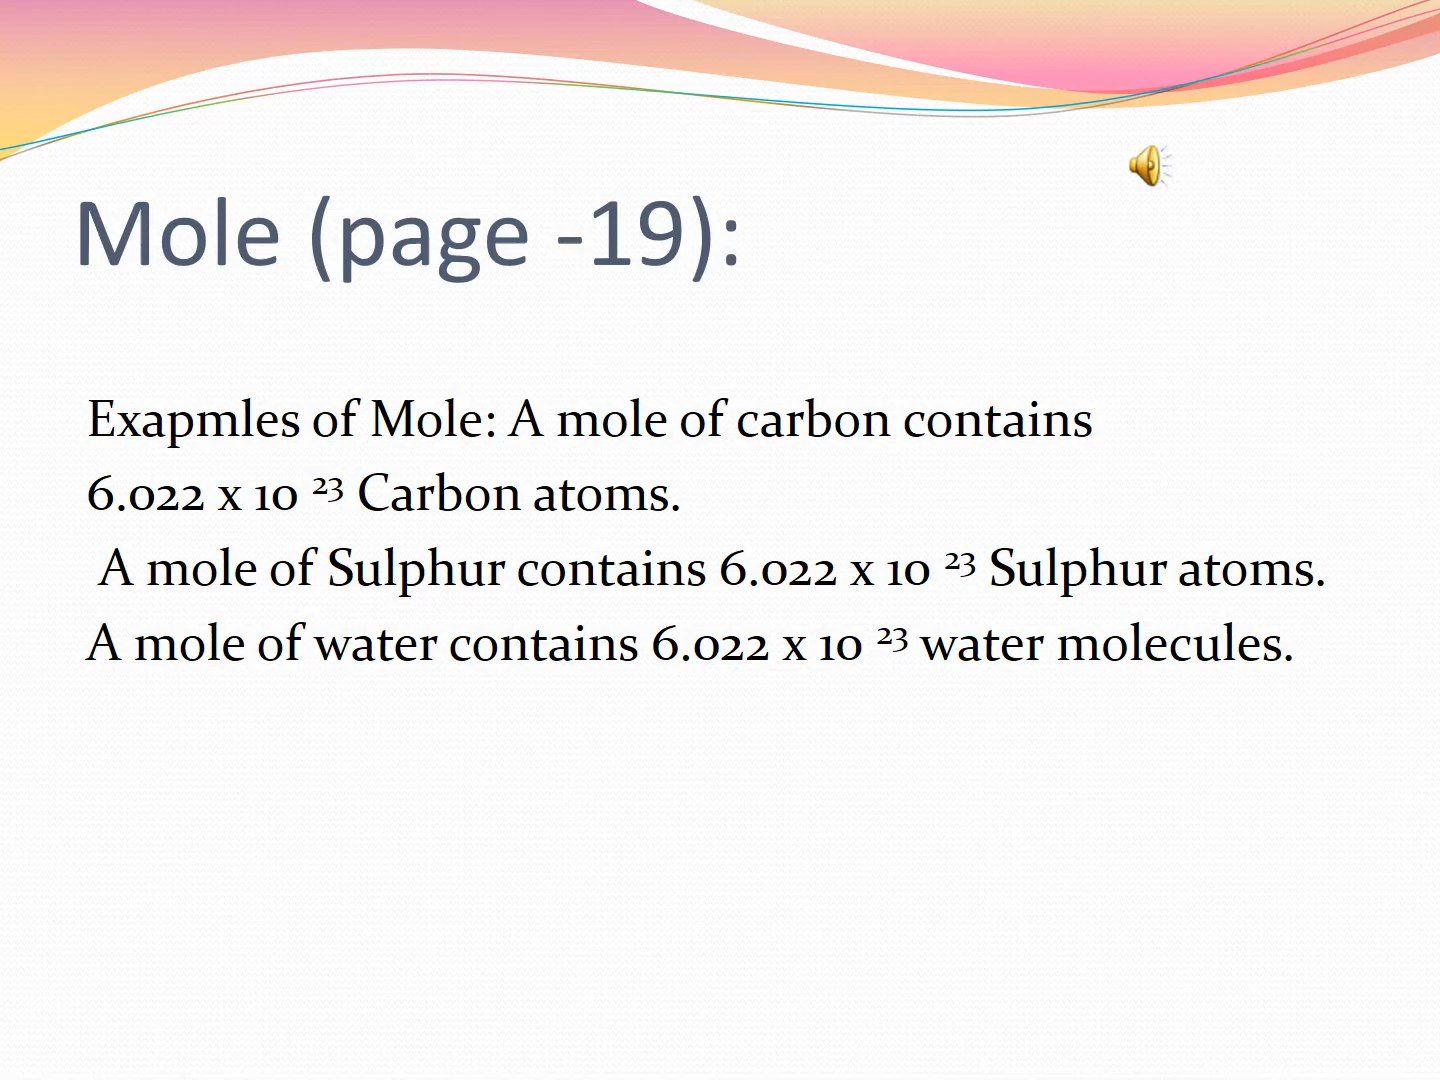 Mole (page -19):
Exapmles of Mole: A mole of carbon contains
6.022 x 10 ²³ Carbon atoms.
A mole of Sulphur contains 6.022 x 10 ²³ Sulphur atoms.
A mole of water contains 6.022 x 10 ²³ water molecules.